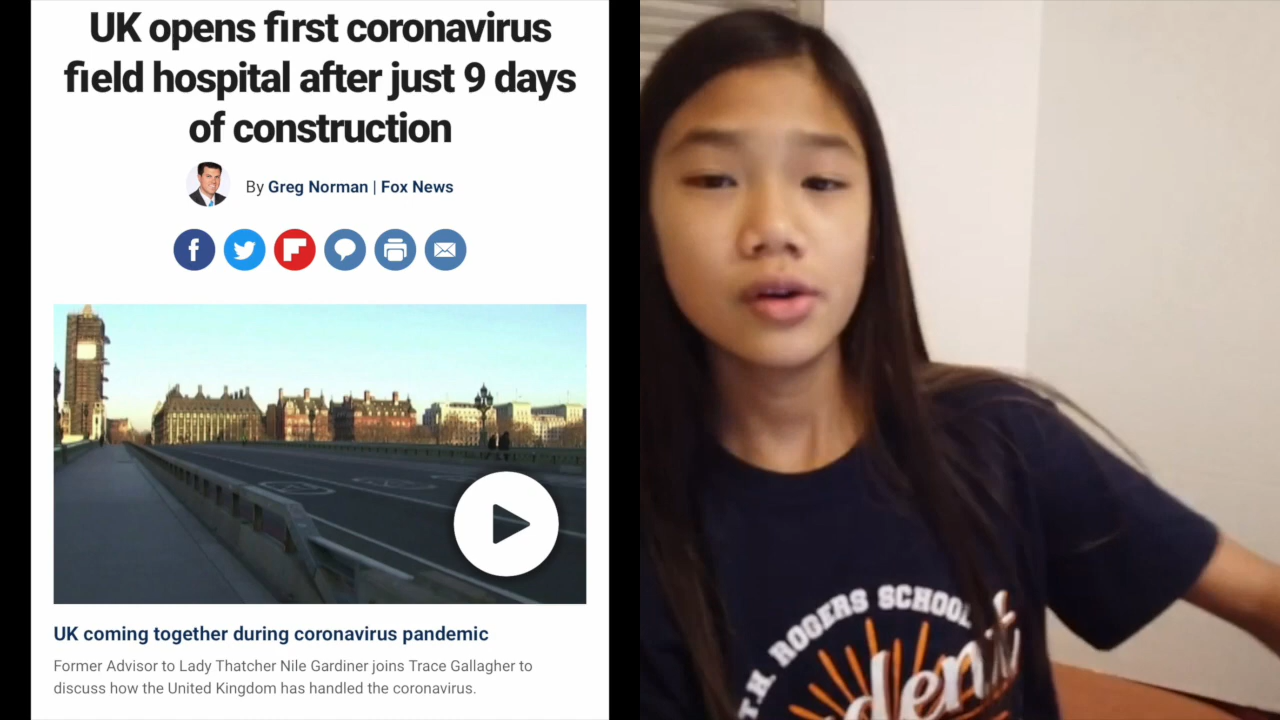 UK opens first coronavirus
field hospital after just 9 days
of construction
By Greg Norman | Fox News
UK coming together during coronavirus pandemic
Former Advisor to Lady Thatcher Nile Gardiner joins Trace Gallagher to
discuss how the United Kingdom has handled the coronavirus.
T.H. ROGERS SCHOOL